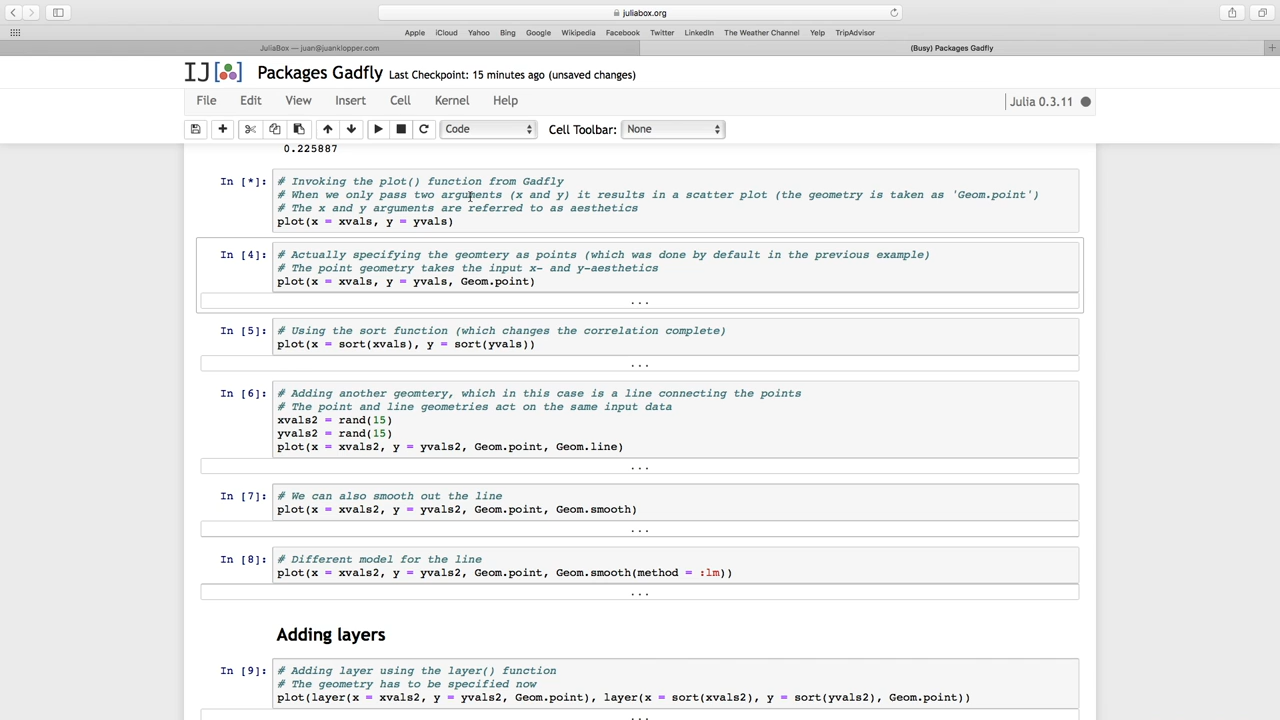 juliabox.org
Apple iCloud Yahoo Bing Google Wikipedia Facebook Twitter LinkedIn The Weather Channel Yelp TripAdvisor
JuliaBox — juan@juanklopper.com
(Busy) Packages Gadfly
IJ[ ] Packages Gadfly Last Checkpoint: 15 minutes ago (unsaved changes)
File Edit View Insert Cell Kernel Help
Julia 0.3.11
Code Cell Toolbar: None
0.225887
In [*]: # Invoking the plot() function from Gadfly
# When we only pass two arguments (x and y) it results in a scatter plot (the geometry is taken as 'Geom.point')
# The x and y arguments are referred to as aesthetics
plot(x = xvals, y = yvals)
In [4]: # Actually specifying the geomtery as points (which was done by default in the previous example)
# The point geometry takes the input x- and y-aesthetics
plot(x = xvals, y = yvals, Geom.point)
...
In [5]: # Using the sort function (which changes the correlation complete)
plot(x = sort(xvals), y = sort(yvals))
...
In [6]: # Adding another geomtery, which in this case is a line connecting the points
# The point and line geometries act on the same input data
xvals2 = rand(15)
yvals2 = rand(15)
plot(x = xvals2, y = yvals2, Geom.point, Geom.line)
...
In [7]: # We can also smooth out the line
plot(x = xvals2, y = yvals2, Geom.point, Geom.smooth)
...
In [8]: # Different model for the line
plot(x = xvals2, y = yvals2, Geom.point, Geom.smooth(method = :lm))
...
Adding layers
In [9]: # Adding layer using the layer() function
# The geometry has to be specified now
plot(layer(x = xvals2, y = yvals2, Geom.point), layer(x = sort(xvals2), y = sort(yvals2), Geom.point))
...